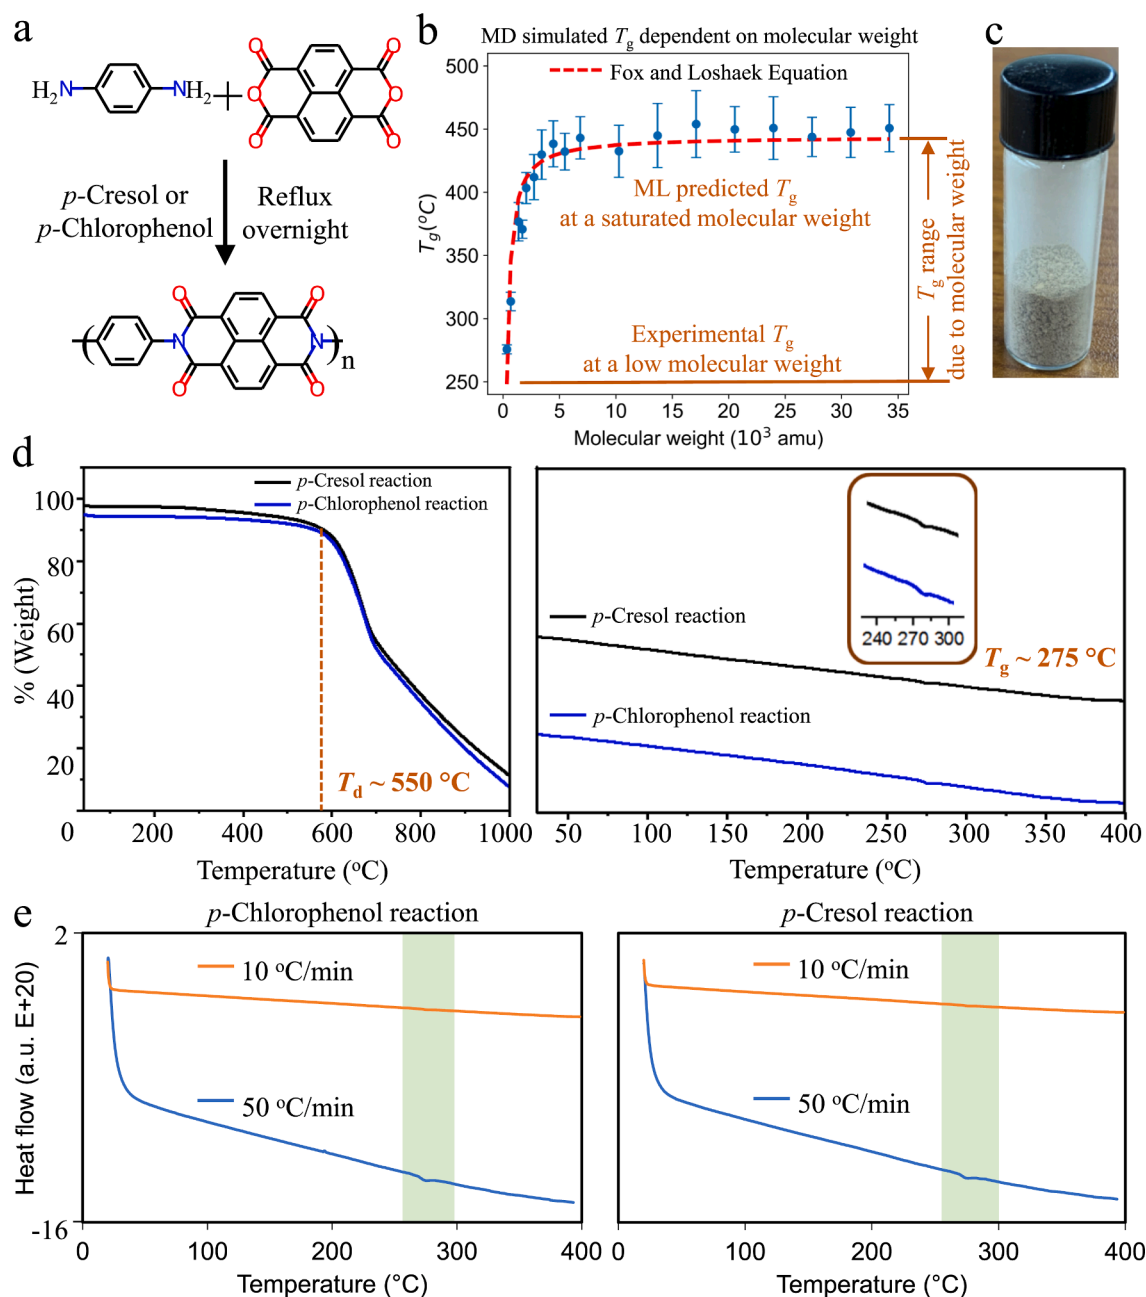 a
H₂N
NH₂
+
O
O
O
O
O
O
p-Cresol or
p-Chlorophenol
Reflux
overnight
O
O
N
N
O
O
n
b
MD simulated Tg dependent on molecular weight
Fox and Loshaek Equation
500
450
400
350
300
250
Tg(°C)
ML predicted Tg
at a saturated molecular weight
Experimental Tg
at a low molecular weight
Tg range
due to molecular weight
0 5 10 15 20 25 30 35
Molecular weight (10³ amu)
c
d
p-Cresol reaction
p-Chlorophenol reaction
100
80
60
40
20
0
% (Weight)
Td ~ 550 °C
200 400 600 800 1000
Temperature (°C)
240 270 300
p-Cresol reaction
Tg ~ 275 °C
p-Chlorophenol reaction
50 100 150 200 250 300 350 400
Temperature (°C)
e
p-Chlorophenol reaction
2
-16
Heat flow (a.u. E+20)
10 °C/min
50 °C/min
0 100 200 300 400
Temperature (°C)
p-Cresol reaction
10 °C/min
50 °C/min
0 100 200 300 400
Temperature (°C)